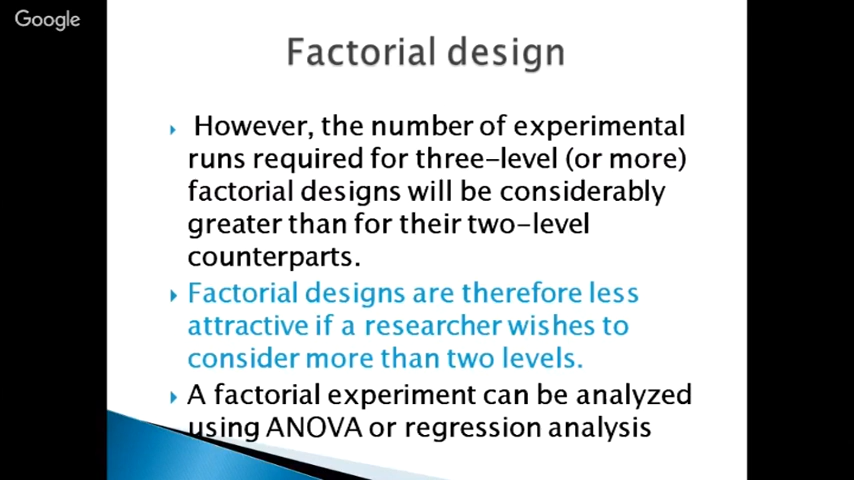 Google
Factorial design
However, the number of experimental
runs required for three-level (or more)
factorial designs will be considerably
greater than for their two-level
counterparts.
Factorial designs are therefore less
attractive if a researcher wishes to
consider more than two levels.
A factorial experiment can be analyzed
using ANOVA or regression analysis